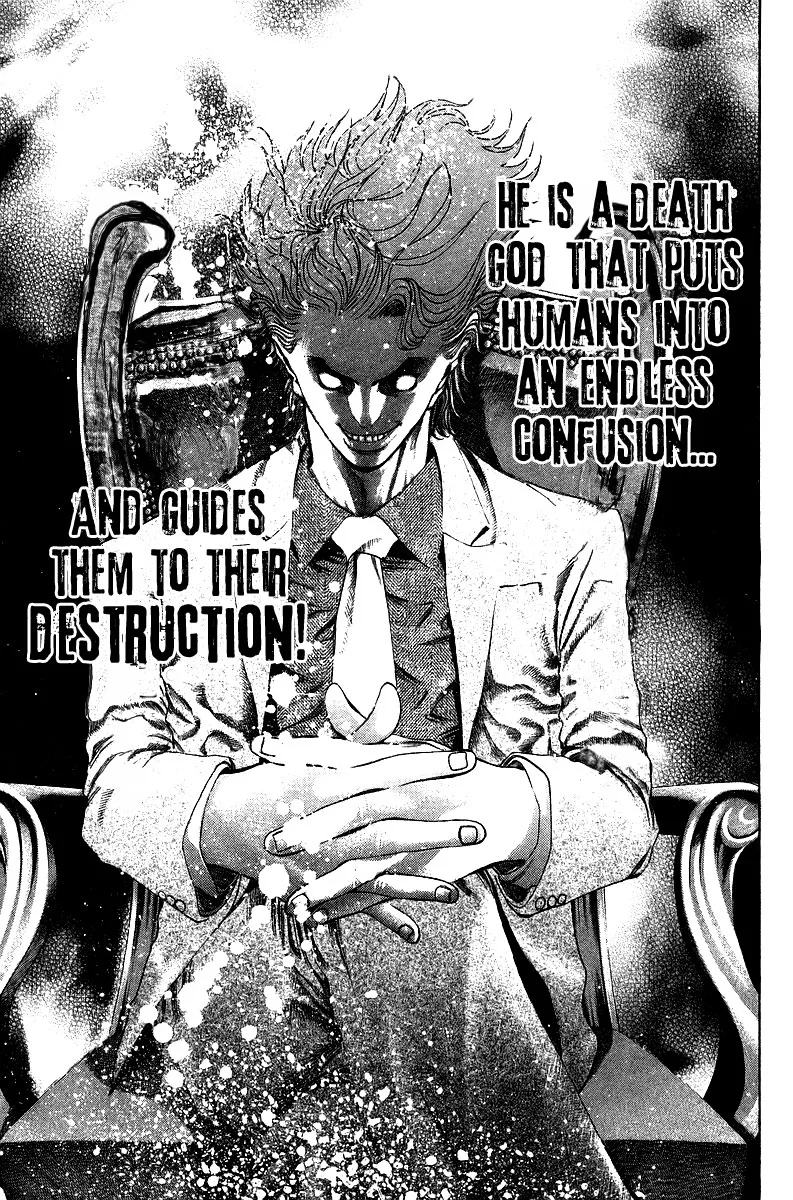 HE IS A DEATH
GOD THAT PUTS
HUMANS INTO
AN ENDLESS
CONFUSION...
AND GUIDES
THEM TO THEIR
DESTRUCTION!